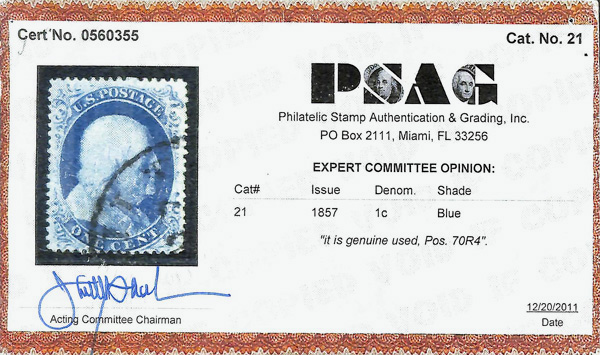 Cert No. 0560355
Cat. No. 21
U.S. POSTAGE
ONE CENT
PSAG
Philatelic Stamp Authentication & Grading, Inc.
PO Box 2111, Miami, FL 33256
EXPERT COMMITTEE OPINION:
Cat# Issue Denom. Shade
21 1857 1c Blue
"it is genuine used, Pos. 70R4".
Acting Committee Chairman
12/20/2011
Date